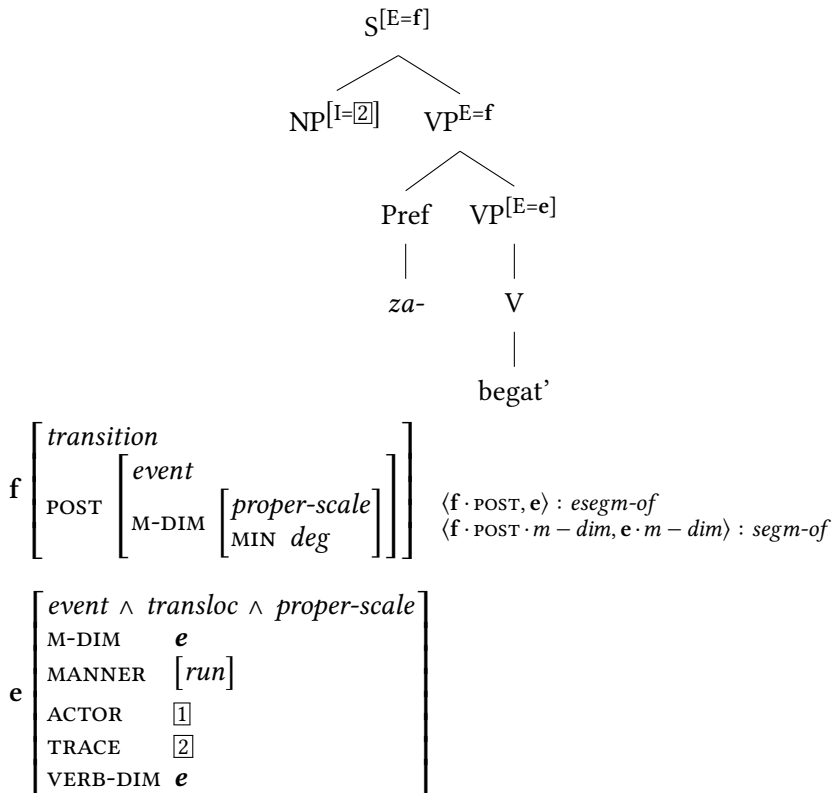 S[E=f]
NP[I=2] VP^E=f
Pref VP[E=e]
za- V
begat’
f [transition
POST [event
M-DIM [proper-scale
MIN deg]]]
⟨f · POST, e⟩ : esegm-of
⟨f · POST · m − dim, e · m − dim⟩ : segm-of
e [event ∧ transloc ∧ proper-scale
M-DIM e
MANNER [run]
ACTOR 1
TRACE 2
VERB-DIM e